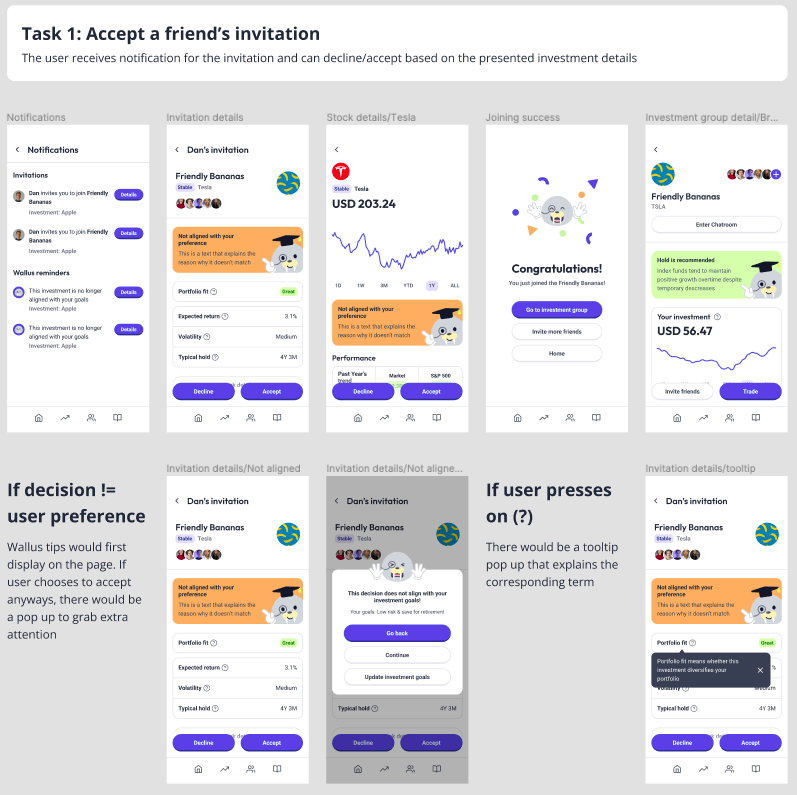 Task 1: Accept a friend's invitation
The user receives notification for the invitation and can decline/accept based on the presented investment details
Notifications
Notifications
Invitations
Dan invites you to join Friendly
Bananas
Investment: Apple
Details
Dan invites you to join Friendly
Bananas
Investment: Apple
Details
Wallus reminders
This investment is no longer
aligned with your goals
Investment: Apple
Details
This investment is no longer
aligned with your goals
Investment: Apple
Details
Invitation details
Dan's invitation
Friendly Bananas
Stable Tesla
Not aligned with your
preference
This is a text that explains the
reason why it doesn't match
Portfolio fit ? Great
Expected return ? 3.1%
Volatility ? Medium
Typical hold ? 4Y 3M
Decline Accept
Stock details/Tesla
Stable Tesla
USD 203.24
1D 1W 3M YTD 1Y ALL
Not aligned with your
preference
This is a text that explains the
reason why it doesn't match
Performance
Past Year's
trend
Market S&P 500
Decline Accept
Joining success
Congratulations!
You just joined the Friendly Bananas!
Go to investment group
Invite more friends
Home
Investment group detail/Br...
Friendly Bananas
TSLA
Enter Chatroom
Hold is recommended
Index funds tend to maintain
positive growth overtime despite
temporary descreases
Your investment ?
USD 56.47
Invite friends Trade
If decision !=
user preference
Wallus tips would first
display on the page. If
user chooses to accept
anyways, there would be
a pop up to grab extra
attention
Invitation details/Not aligned
Dan's invitation
Friendly Bananas
Stable Tesla
Not aligned with your
preference
This is a text that explains the
reason why it doesn't match
Portfolio fit ? Great
Expected return ? 3.1%
Volatility ? Medium
Typical hold ? 4Y 3M
Decline Accept
Invitation details/Not aligne...
Dan's invitation
Friendly Bananas
Stable Tesla
This decision does not align with your
investment goals!
Your goals: Low risk & save for retirement!
Go back
Continue
Update investment goals
Typical hold ? 4Y 3M
Decline Accept
If user presses
on (?)
There would be a tooltip
pop up that explains the
corresponding term
Invitation details/tooltip
Dan's invitation
Friendly Bananas
Stable Tesla
Not aligned with your
preference
This is a text that explains the
reason why it doesn't match
Portfolio fit ? Great
Portfolio fit means whether this
investment diversifies your
portfolio
Volatility ? Medium
Typical hold ? 4Y 3M
Decline Accept